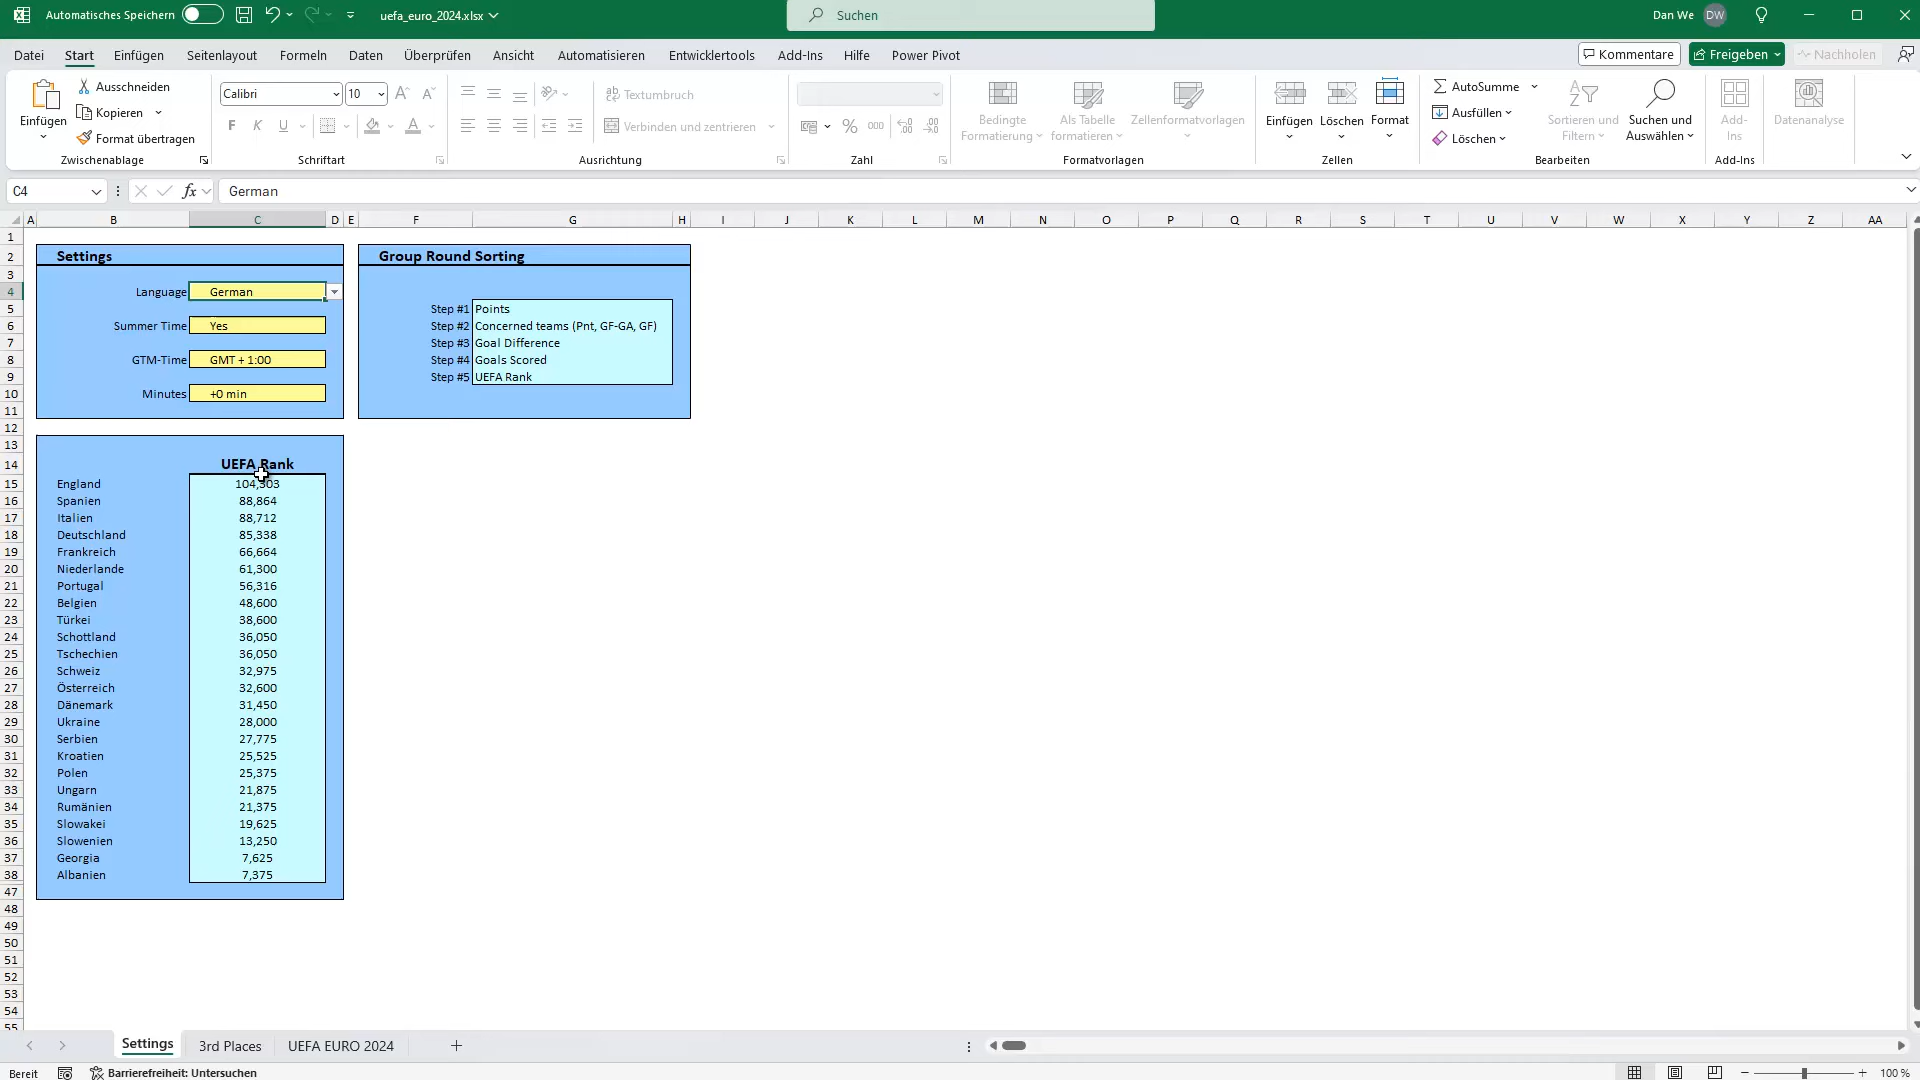 Automatisches Speichern uefa_euro_2024.xlsx Suchen Dan We DW
Datei Start Einfügen Seitenlayout Formeln Daten Überprüfen Ansicht Automatisieren Entwicklertools Add-Ins Hilfe Power Pivot Kommentare Freigeben Nachholen
Einfügen Ausschneiden Kopieren Format übertragen
Calibri 10 F K U
Textumbruch
Verbinden und zentrieren
% 000
Bedingte Formatierung Als Tabelle formatieren Zellenformatvorlagen
Einfügen Löschen Format
AutoSumme Ausfüllen Löschen
Sortieren und Filtern Suchen und Auswählen
Add-Ins Datenanalyse
Zwischenablage Schriftart Ausrichtung Zahl Formatvorlagen Zellen Bearbeiten Add-Ins
C4 fx German
A B C D E F G H I J K L M N O P Q R S T U V W X Y Z AA
1
2 Settings Group Round Sorting
3
4 Language German
5 Step #1 Points
6 Summer Time Yes Step #2 Concerned teams (Pnt, GF-GA, GF)
7 Step #3 Goal Difference
8 GTM-Time GMT + 1:00 Step #4 Goals Scored
9 Step #5 UEFA Rank
10 Minutes +0 min
11
12
13
14 UEFA Rank
15 England 104,303
16 Spanien 88,864
17 Italien 88,712
18 Deutschland 85,338
19 Frankreich 66,664
20 Niederlande 61,300
21 Portugal 56,316
22 Belgien 48,600
23 Türkei 38,600
24 Schottland 36,050
25 Tschechien 36,050
26 Schweiz 32,975
27 Österreich 32,600
28 Dänemark 31,450
29 Ukraine 28,000
30 Serbien 27,775
31 Kroatien 25,525
32 Polen 25,375
33 Ungarn 21,875
34 Rumänien 21,375
35 Slowakei 19,625
36 Slowenien 13,250
37 Georgia 7,625
38 Albanien 7,375
47
48
49
50
51
52
53
54
55
Settings 3rd Places UEFA EURO 2024
Bereit Barrierefreiheit: Untersuchen 100 %